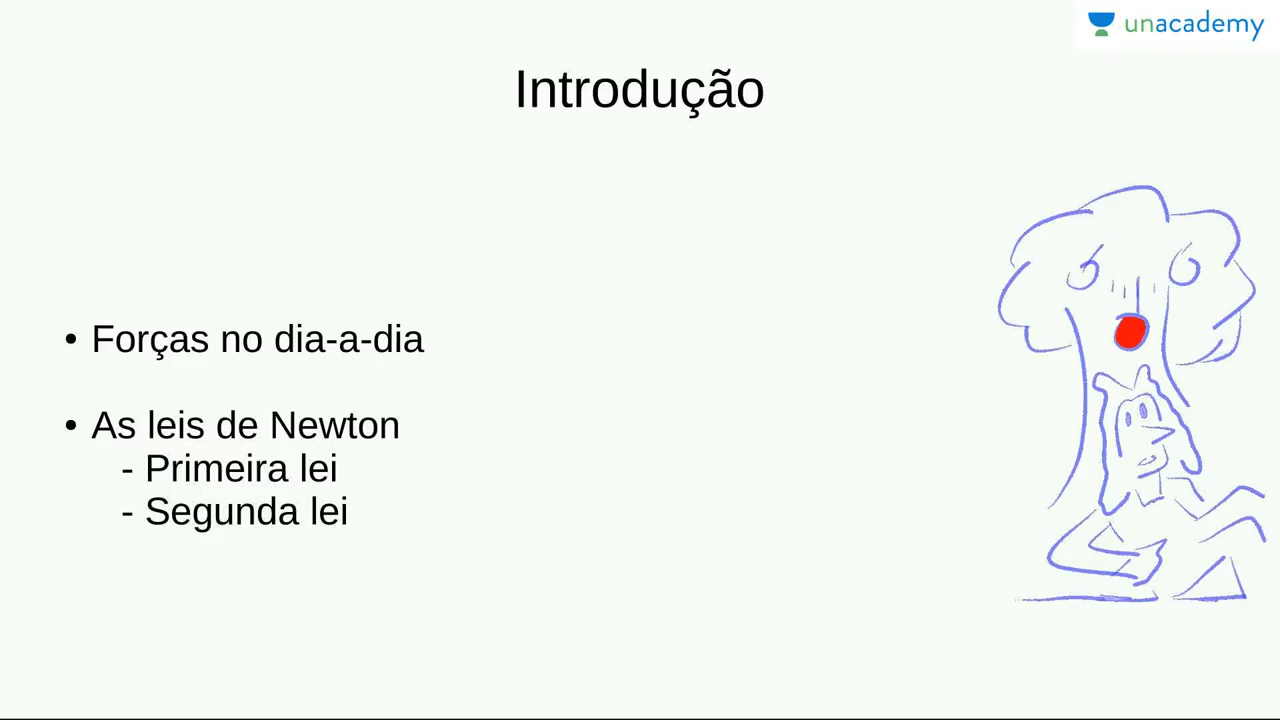 unacademy
Introdução
• Forças no dia-a-dia
• As leis de Newton
- Primeira lei
- Segunda lei